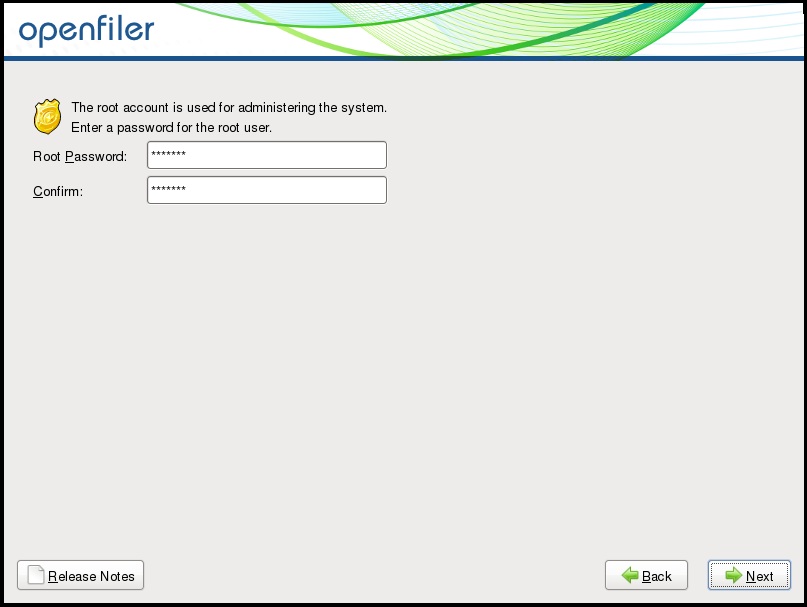 openfiler
The root account is used for administering the system.
Enter a password for the root user.
Root Password: *******
Confirm: *******
Release Notes
Back
Next